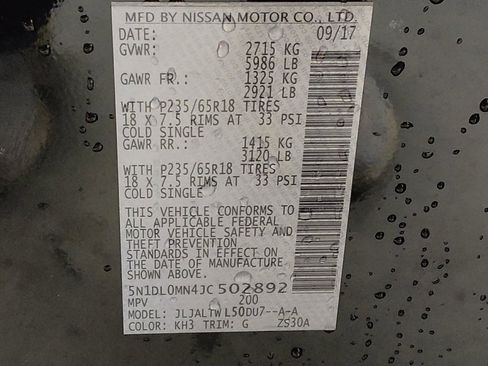 MFD BY NISSAN MOTOR CO., LTD.
DATE: 09/17
GVWR: 2715 KG
5986 LB
GAWR FR.: 1325 KG
2921 LB
WITH P235/65R18 TIRES
18 X 7.5 RIMS AT 33 PSI
COLD SINGLE
GAWR RR.: 1415 KG
3120 LB
WITH P235/65R18 TIRES
18 X 7.5 RIMS AT 33 PSI
COLD SINGLE
THIS VEHICLE CONFORMS TO
ALL APPLICABLE FEDERAL
MOTOR VEHICLE SAFETY AND
THEFT PREVENTION
STANDARDS IN EFFECT ON
THE DATE OF MANUFACTURE
SHOWN ABOVE.
5N1DL0MN4JC502892
MPV 200
MODEL: JLJALTWL50DU7--A-A
COLOR: KH3 TRIM: G ZS30A